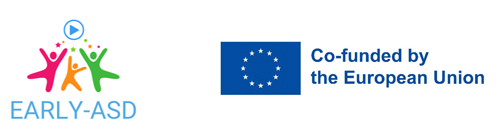 EARLY-ASD
Co-funded by
the European Union